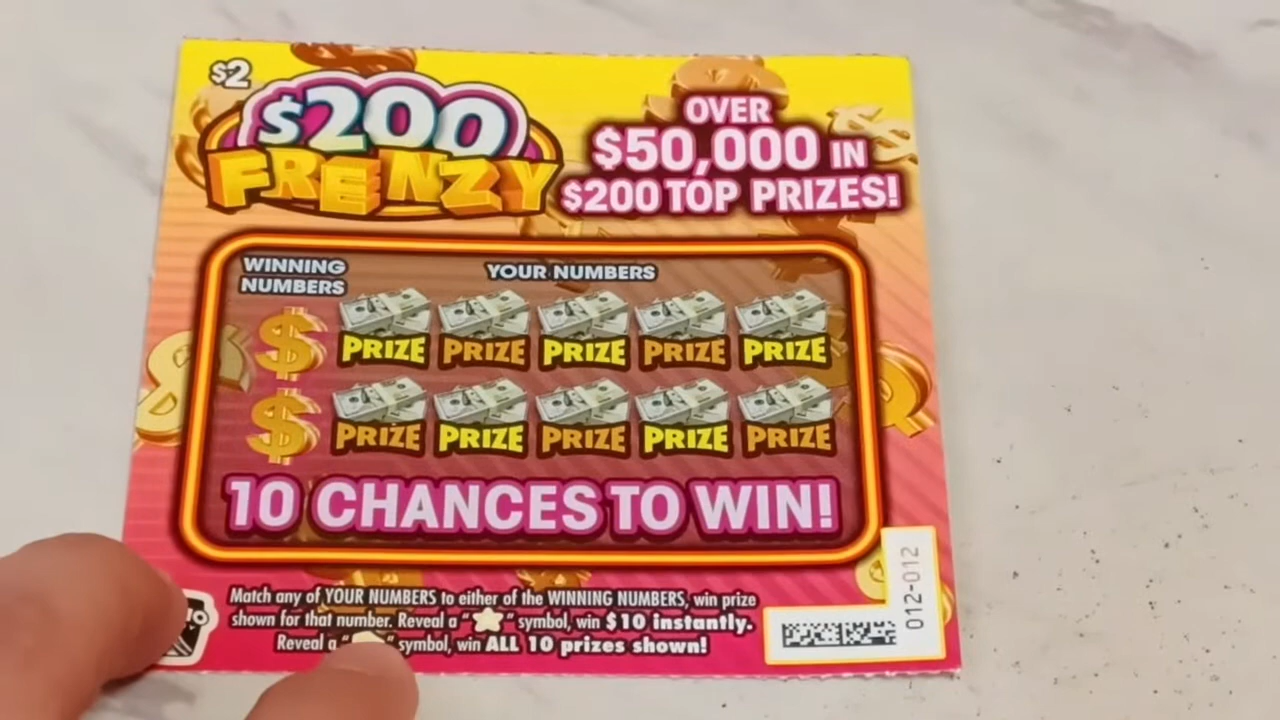 $2
$200
FRENZY
OVER
$50,000 IN
$200 TOP PRIZES!
WINNING
NUMBERS
YOUR NUMBERS
PRIZE PRIZE PRIZE PRIZE PRIZE
PRIZE PRIZE PRIZE PRIZE PRIZE
10 CHANCES TO WIN!
Match any of YOUR NUMBERS to either of the WINNING NUMBERS, win prize
shown for that number. Reveal a " " symbol, win $10 instantly.
Reveal a " " symbol, win ALL 10 prizes shown!
012-012